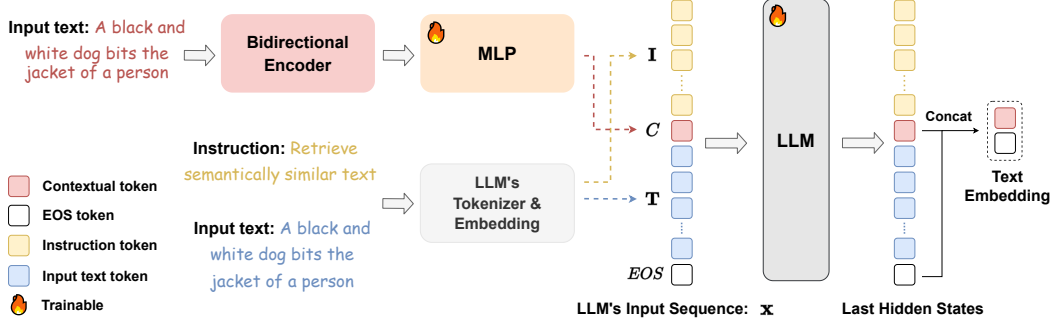 Input text: A black and
white dog bits the
jacket of a person
Bidirectional
Encoder
MLP
Instruction: Retrieve
semantically similar text
Input text: A black and
white dog bits the
jacket of a person
LLM's
Tokenizer &
Embedding
I
C
T
EOS
LLM's Input Sequence: x
LLM
Last Hidden States
Concat
Text
Embedding
Contextual token
EOS token
Instruction token
Input text token
Trainable